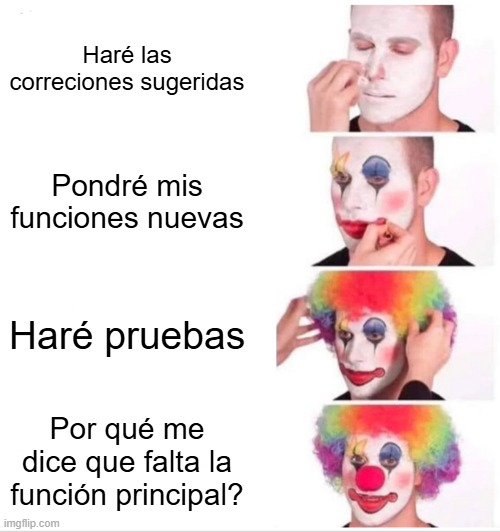 Haré las
correciones sugeridas
Pondré mis
funciones nuevas
Haré pruebas
Por qué me
dice que falta la
función principal?
imgflip.com